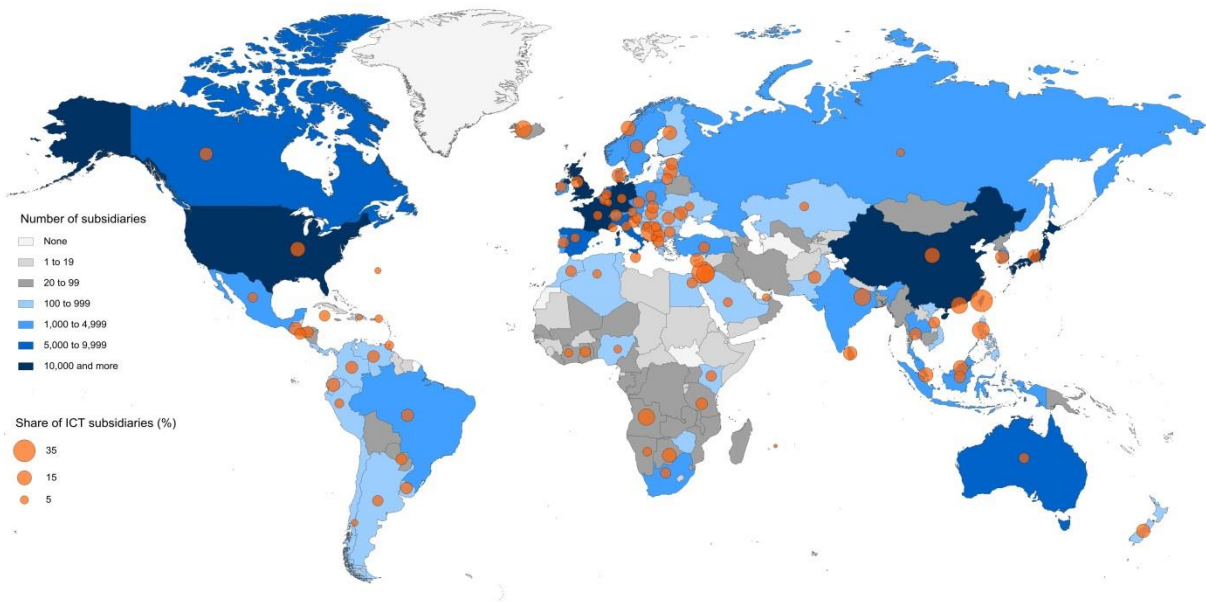 Number of subsidiaries
None
1 to 19
20 to 99
100 to 999
1,000 to 4,999
5,000 to 9,999
10,000 and more
Share of ICT subsidiaries (%)
35
15
5